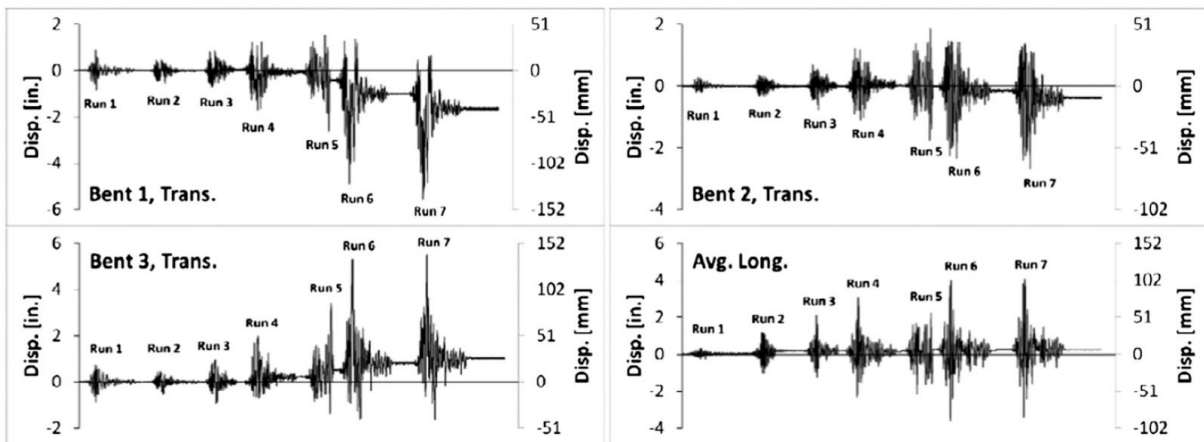 2
0
-2
-4
-6
Disp. [in.]
Run 1
Run 2
Run 3
Run 4
Run 5
Run 6
Run 7
Bent 1, Trans.
51
0
-51
-102
-152
Disp. [mm]
2
0
-2
-4
Disp. [in.]
Run 1
Run 2
Run 3
Run 4
Run 5
Run 6
Run 7
Bent 2, Trans.
51
0
-51
-102
Disp. [mm]
6
4
2
0
-2
Disp. [in.]
Bent 3, Trans.
Run 1
Run 2
Run 3
Run 4
Run 5
Run 6
Run 7
152
102
51
0
-51
Disp. [mm]
6
4
2
0
-2
-4
Disp. [in.]
Avg. Long.
Run 1
Run 2
Run 3
Run 4
Run 5
Run 6
Run 7
152
102
51
0
-51
-90
Disp. [mm]